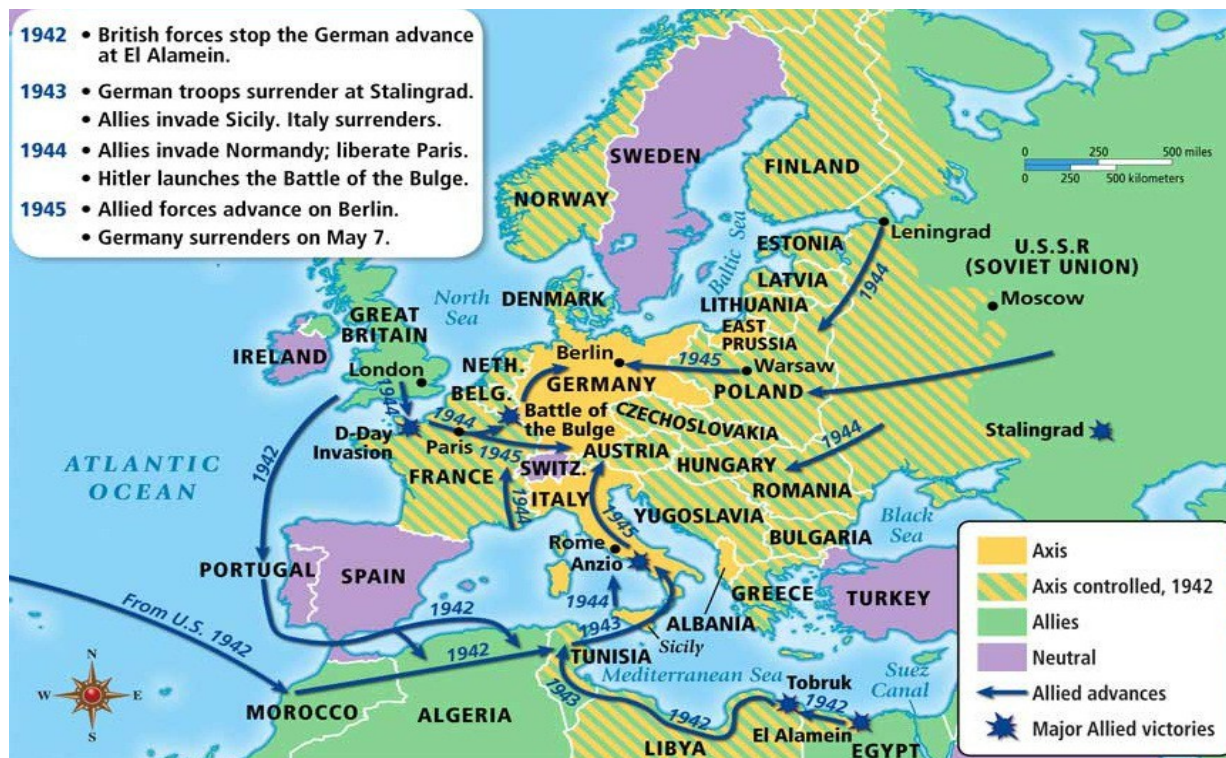 1942 • British forces stop the German advance
at El Alamein.
1943 • German troops surrender at Stalingrad.
• Allies invade Sicily. Italy surrenders.
1944 • Allies invade Normandy; liberate Paris.
• Hitler launches the Battle of the Bulge.
1945 • Allied forces advance on Berlin.
• Germany surrenders on May 7.
0 250 500 miles
0 250 500 kilometers
SWEDEN
FINLAND
NORWAY
Leningrad
ESTONIA
U.S.S.R
(SOVIET UNION)
Baltic Sea
LATVIA
1944
Moscow
North
Sea
DENMARK
LITHUANIA
GREAT
BRITAIN
EAST
PRUSSIA
IRELAND
NETH.
Berlin
1945
Warsaw
London
GERMANY
POLAND
BELG.
1944
1944
Battle of
the Bulge
CZECHOSLOVAKIA
D-Day
Invasion
Paris
1945
AUSTRIA
1944
Stalingrad
1942
ATLANTIC
OCEAN
SWITZ.
HUNGARY
FRANCE
1944
ITALY
ROMANIA
1945
YUGOSLAVIA
Black
Sea
BULGARIA
Rome
Anzio
PORTUGAL
SPAIN
GREECE
TURKEY
1944
ALBANIA
From U.S. 1942
1942
1943
Sicily
1942
TUNISIA
Mediterranean Sea
Suez
Canal
Tobruk
1943
1942
MOROCCO
ALGERIA
1942
El Alamein
LIBYA
EGYPT
N
W E
S
Axis
Axis controlled, 1942
Allies
Neutral
Allied advances
Major Allied victories